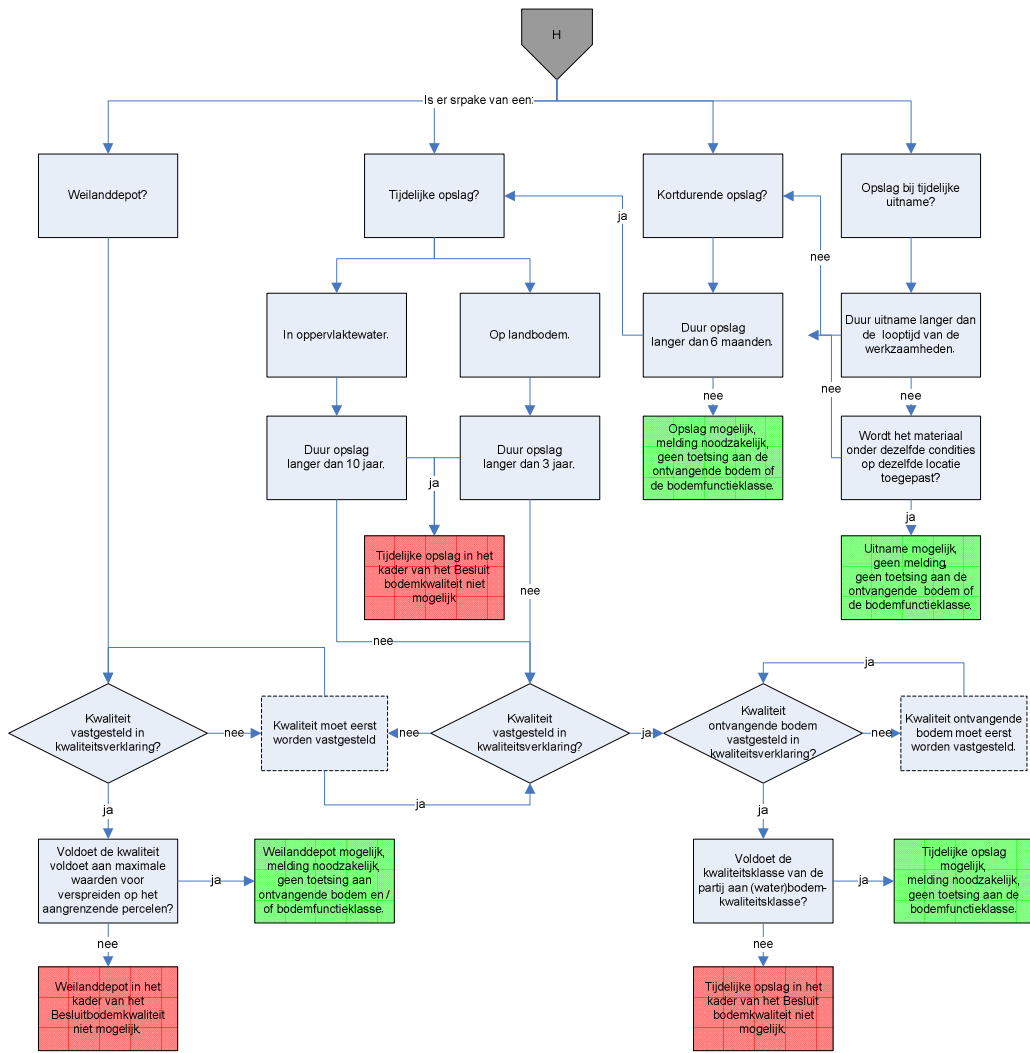 H
Is er srpake van een:
Weilanddepot?
Tijdelijke opslag?
Kortdurende opslag?
Opslag bij tijdelijke
uitname?
ja
nee
In oppervlaktewater.
Op landbodem.
Duur opslag
langer dan 6 maanden.
Duur uitname langer dan
de looptijd van de
werkzaamheden.
nee
nee
nee
Duur opslag
langer dan 10 jaar.
Duur opslag
langer dan 3 jaar.
ja
Opslag mogelijk,
melding noodzakelijk,
geen toetsing aan de
ontvangende bodem of
de bodemfunctieklasse.
Wordt het materiaal
onder dezelfde condities
op dezelfde locatie
toegepast?
ja
Tijdelijke opslag in het
kader van het Besluit
bodemkwaliteit niet
mogelijk
Uitname mogelijk,
geen melding,
geen toetsing aan de
ontvangende bodem of
de bodemfunctieklasse.
nee
nee
ja
Kwaliteit
vastgesteld in
kwaliteitsverklaring?
nee
Kwaliteit moet eerst
worden vastgesteld
nee
Kwaliteit
vastgesteld in
kwaliteitsverklaring?
ja
Kwaliteit
ontvangende bodem
vastgesteld in
kwaliteitsverklaring?
nee
Kwaliteit ontvangende
bodem moet eerst
worden vastgesteld.
ja
ja
ja
Voldoet de kwaliteit
voldoet aan maximale
waarden voor
verspreiden op het
aangrenzende percelen?
ja
Weilanddepot mogelijk,
melding noodzakelijk,
geen toetsing aan
ontvangende bodem en /
of bodemfunctieklasse.
Voldoet de
kwaliteitsklasse van de
partij aan (water)bodem-
kwaliteitsklasse?
ja
Tijdelijke opslag
mogelijk,
melding noodzakelijk,
geen toetsing aan de
bodemfunctieklasse.
nee
nee
Weilanddepot in het
kader van het
Besluitbodemkwaliteit
niet mogelijk.
Tijdelijke opslag in het
kader van het Besluit
bodemkwaliteit niet
mogelijk.